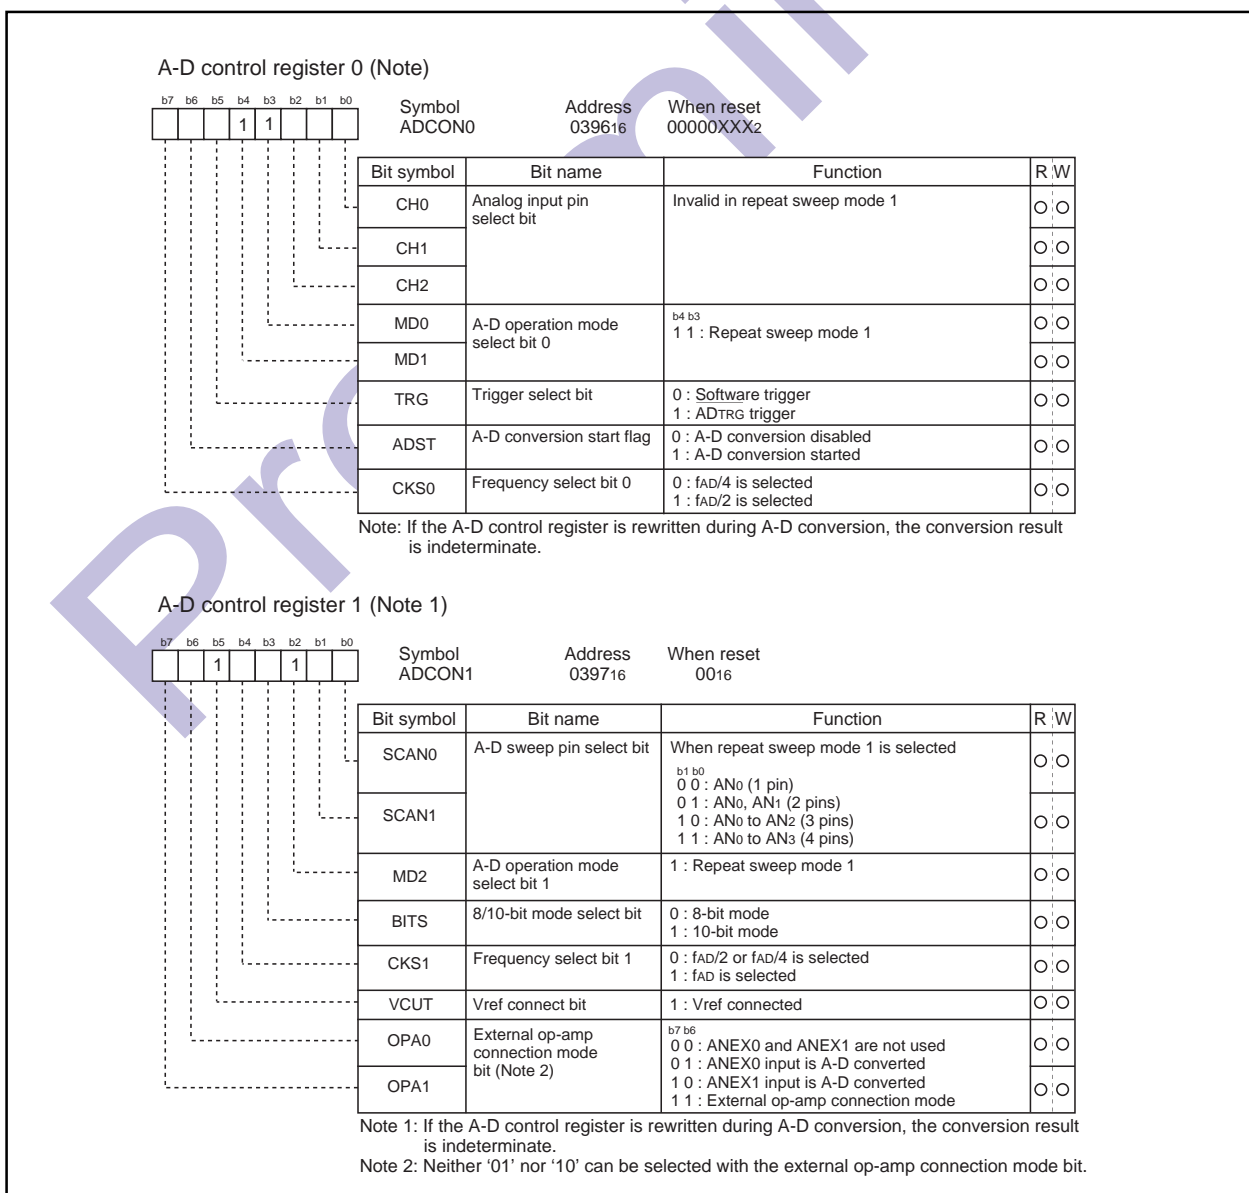 A-D control register 0 (Note)
b7 b6 b5 b4 b3 b2 b1 b0
1 1
Symbol Address When reset
ADCON0 039616 00000XXX2
Bit symbol Bit name Function R W
CH0 Analog input pin select bit Invalid in repeat sweep mode 1
CH1
CH2
MD0 A-D operation mode select bit 0 b4 b3
1 1 : Repeat sweep mode 1
MD1
TRG Trigger select bit 0 : Software trigger
1 : ADTRG trigger
ADST A-D conversion start flag 0 : A-D conversion disabled
1 : A-D conversion started
CKS0 Frequency select bit 0 0 : fAD/4 is selected
1 : fAD/2 is selected
Note: If the A-D control register is rewritten during A-D conversion, the conversion result
is indeterminate.
A-D control register 1 (Note 1)
b7 b6 b5 b4 b3 b2 b1 b0
1 1
Symbol Address When reset
ADCON1 039716 0016
Bit symbol Bit name Function R W
SCAN0 A-D sweep pin select bit When repeat sweep mode 1 is selected
b1 b0
0 0 : AN0 (1 pin)
0 1 : AN0, AN1 (2 pins)
SCAN1 1 0 : AN0 to AN2 (3 pins)
1 1 : AN0 to AN3 (4 pins)
MD2 A-D operation mode select bit 1 1 : Repeat sweep mode 1
BITS 8/10-bit mode select bit 0 : 8-bit mode
1 : 10-bit mode
CKS1 Frequency select bit 1 0 : fAD/2 or fAD/4 is selected
1 : fAD is selected
VCUT Vref connect bit 1 : Vref connected
OPA0 External op-amp connection mode bit (Note 2) b7 b6
0 0 : ANEX0 and ANEX1 are not used
0 1 : ANEX0 input is A-D converted
OPA1 1 0 : ANEX1 input is A-D converted
1 1 : External op-amp connection mode
Note 1: If the A-D control register is rewritten during A-D conversion, the conversion result
is indeterminate.
Note 2: Neither ‘01’ nor ‘10’ can be selected with the external op-amp connection mode bit.